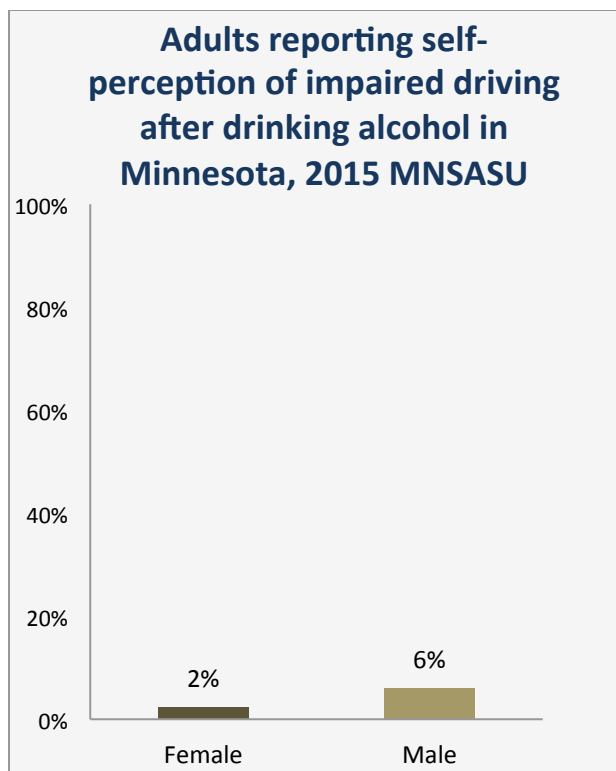 Adults reporting self-
perception of impaired driving
after drinking alcohol in
Minnesota, 2015 MNSASU
100%
80%
60%
40%
20%
0%
2%
6%
Female
Male